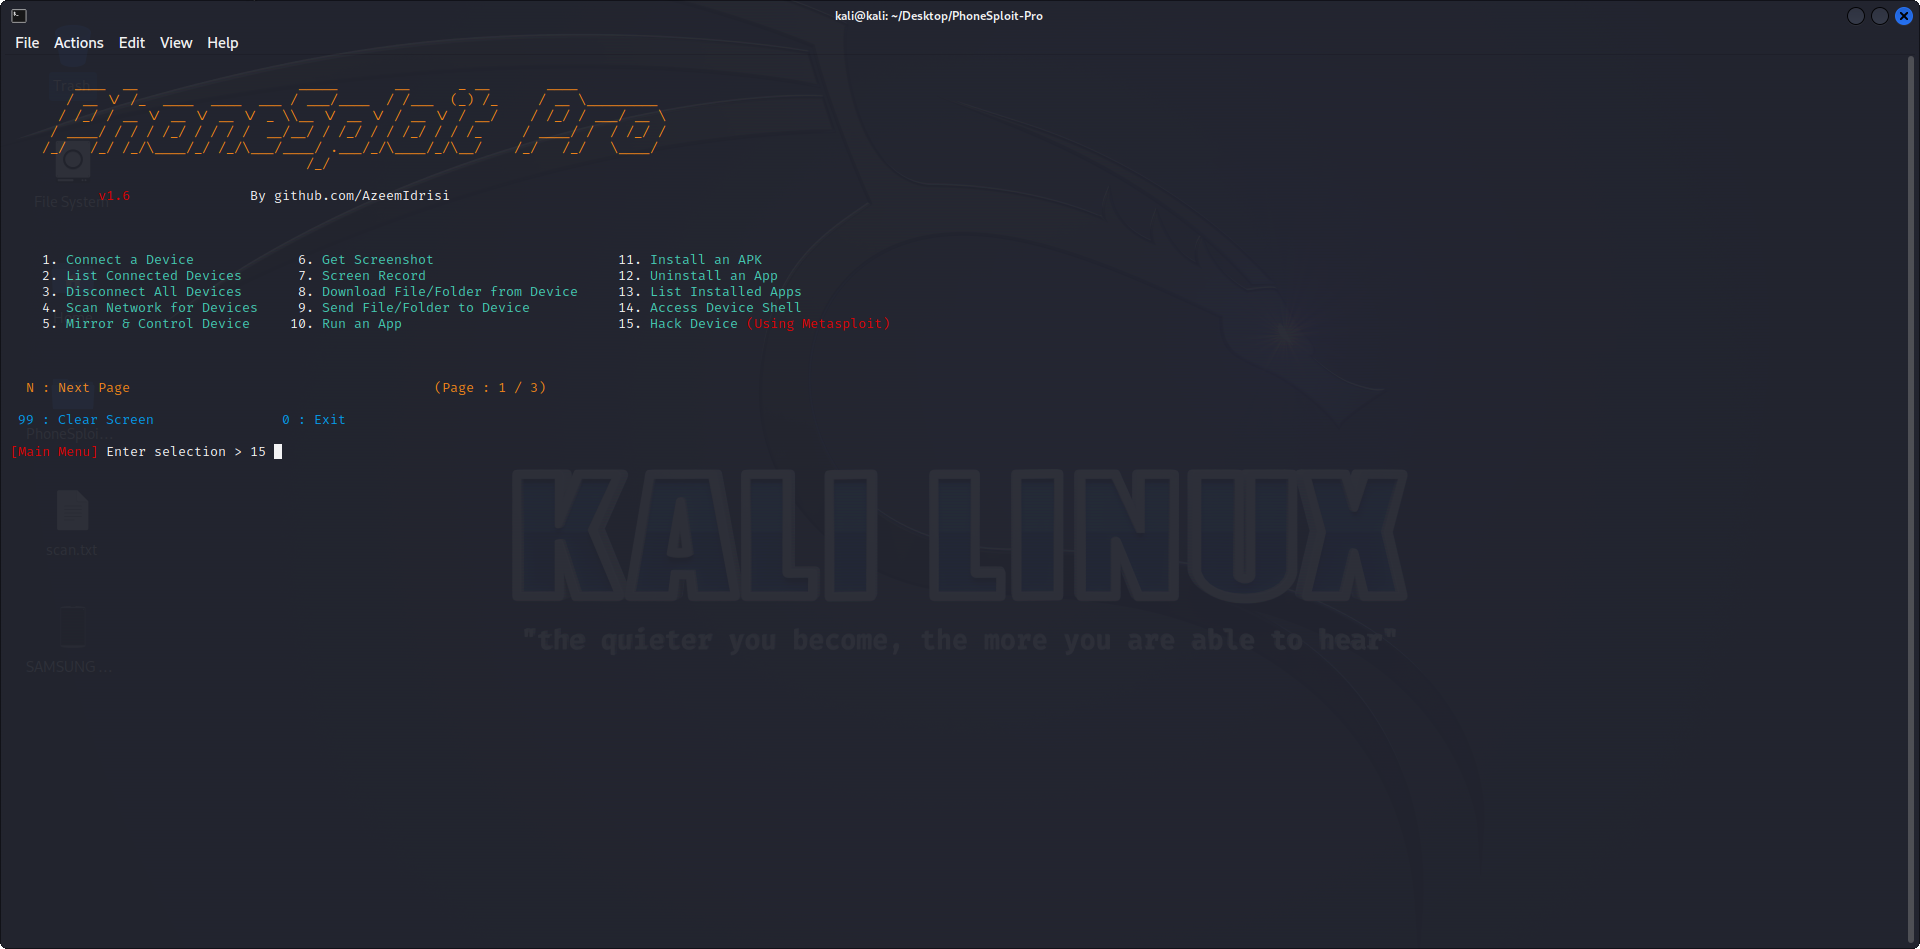 kali@kali: ~/Desktop/PhoneSploit-Pro
File Actions Edit View Help
Trash
PhoneSploit Pro
File System
v1.6 By github.com/AzeemIdrisi
1. Connect a Device 6. Get Screenshot 11. Install an APK
2. List Connected Devices 7. Screen Record 12. Uninstall an App
3. Disconnect All Devices 8. Download File/Folder from Device 13. List Installed Apps
4. Scan Network for Devices 9. Send File/Folder to Device 14. Access Device Shell
5. Mirror & Control Device 10. Run an App 15. Hack Device (Using Metasploit)
N : Next Page (Page : 1 / 3)
99 : Clear Screen 0 : Exit
PhoneSploi...
[Main Menu] Enter selection > 15
KALI LINUX
"the quieter you become, the more you are able to hear"
scan.txt
SAMSUNG ...